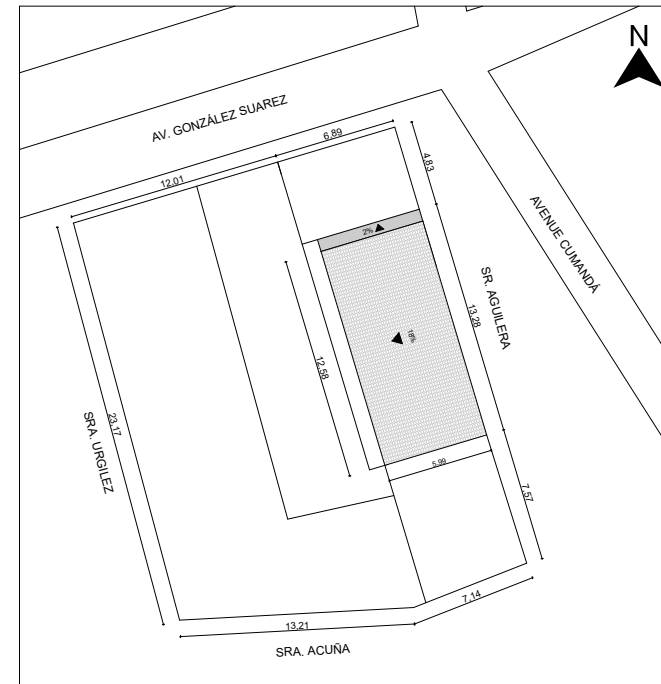 N
AV. GONZÁLEZ SUAREZ
6,89
12,01
4,83
2%
AVENUE CUMANDÁ
SR. AGUILERA
13,28
18%
12,58
23,17
SRA. URGILEZ
5,99
7,57
7,14
13,21
SRA. ACUÑA